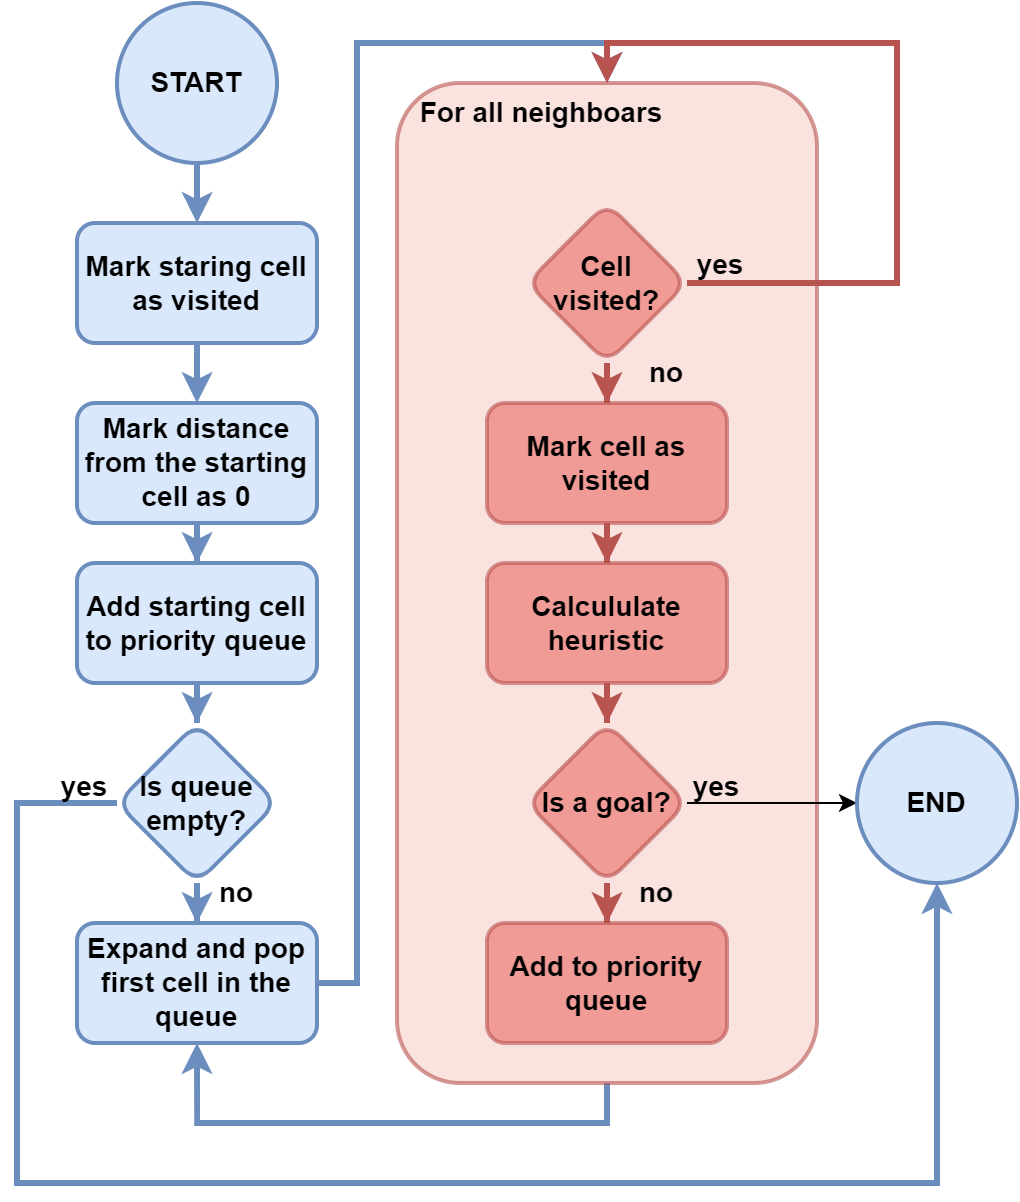 START
Mark staring cell
as visited
Mark distance
from the starting
cell as 0
Add starting cell
to priority queue
Is queue
empty?
yes
no
Expand and pop
first cell in the
queue
For all neighboars
Cell
visited?
yes
no
Mark cell as
visited
Calcululate
heuristic
Is a goal?
yes
no
Add to priority
queue
END